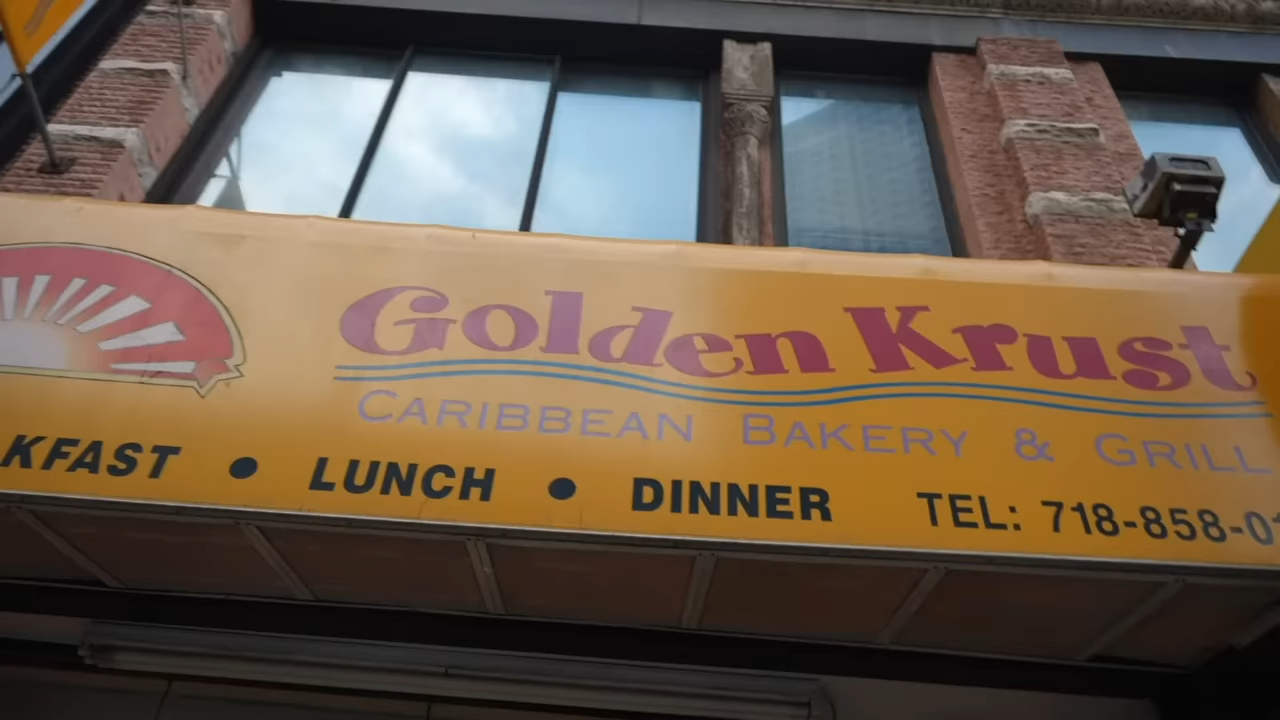 Golden Krust
CARIBBEAN BAKERY & GRILL
KFAST • LUNCH • DINNER TEL: 718-858-0